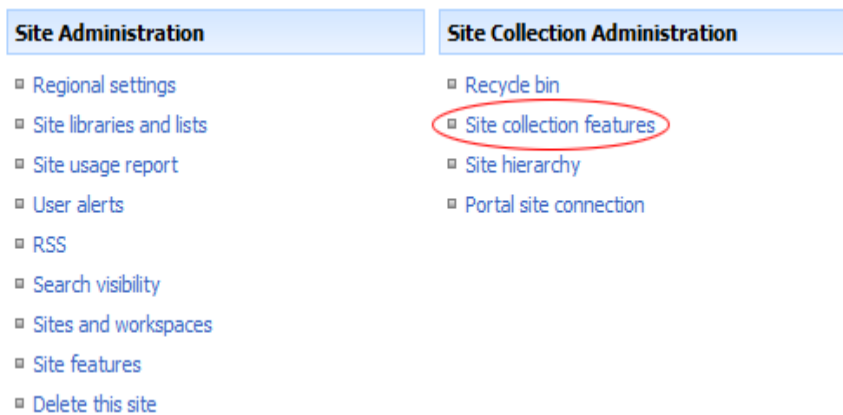 Site Administration
Regional settings
Site libraries and lists
Site usage report
User alerts
RSS
Search visibility
Sites and workspaces
Site features
Delete this site
Site Collection Administration
Recycle bin
Site collection features
Site hierarchy
Portal site connection